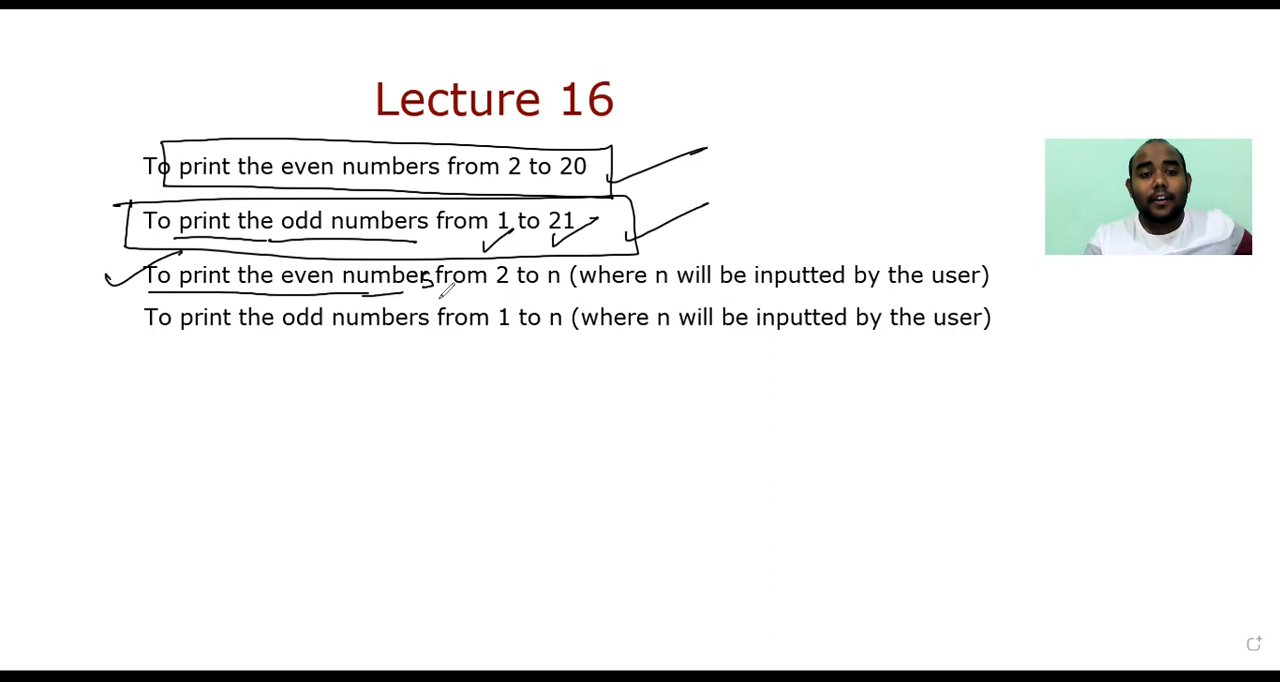 Lecture 16
To print the even numbers from 2 to 20
To print the odd numbers from 1 to 21
To print the even numbers from 2 to n (where n will be inputted by the user)
To print the odd numbers from 1 to n (where n will be inputted by the user)